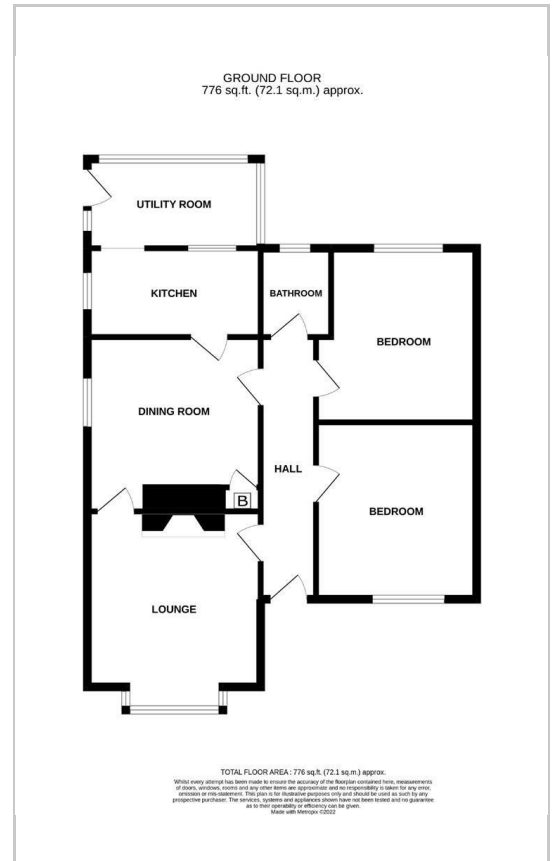 GROUND FLOOR
776 sq.ft. (72.1 sq.m.) approx.
UTILITY ROOM
KITCHEN
BATHROOM
BEDROOM
DINING ROOM
HALL
B
BEDROOM
LOUNGE
TOTAL FLOOR AREA : 776 sq.ft. (72.1 sq.m.) approx.
Whilst every attempt has been made to ensure the accuracy of the floorplan contained here, measurements
of doors, windows, rooms and any other items are approximate and no responsibility is taken for any error,
omission or mis-statement. This plan is for illustrative purposes only and should be used as such by any
prospective purchaser. The services, systems and appliances shown have not been tested and no guarantee
as to their operability or efficiency can be given.
Made with Metropix ©2022